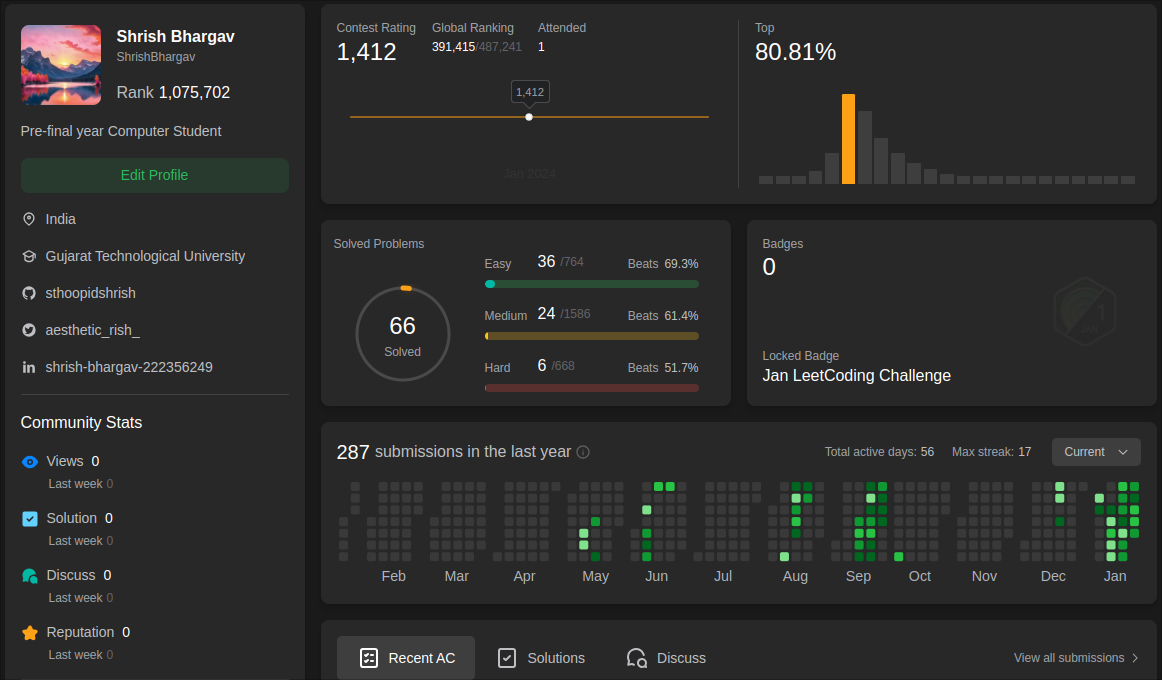 Shrish Bhargav
ShrishBhargav
Rank 1,075,702
Pre-final year Computer Student
Edit Profile
India
Gujarat Technological University
sthoopidshrish
aesthetic_rish_
shrish-bhargav-222356249
Community Stats
Views 0
Last week 0
Solution 0
Last week 0
Discuss 0
Last week 0
Reputation 0
Last week 0
Contest Rating Global Ranking Attended
1,412 391,415/487,241 1
1,412
Jan 2024
Top
80.81%
Solved Problems
66
Solved
Easy 36 /764 Beats 69.3%
Medium 24 /1586 Beats 61.4%
Hard 6 /668 Beats 51.7%
Badges
0
Locked Badge
Jan LeetCoding Challenge
287 submissions in the last year Total active days: 56 Max streak: 17 Current
Feb Mar Apr May Jun Jul Aug Sep Oct Nov Dec Jan
Recent AC Solutions Discuss View all submissions